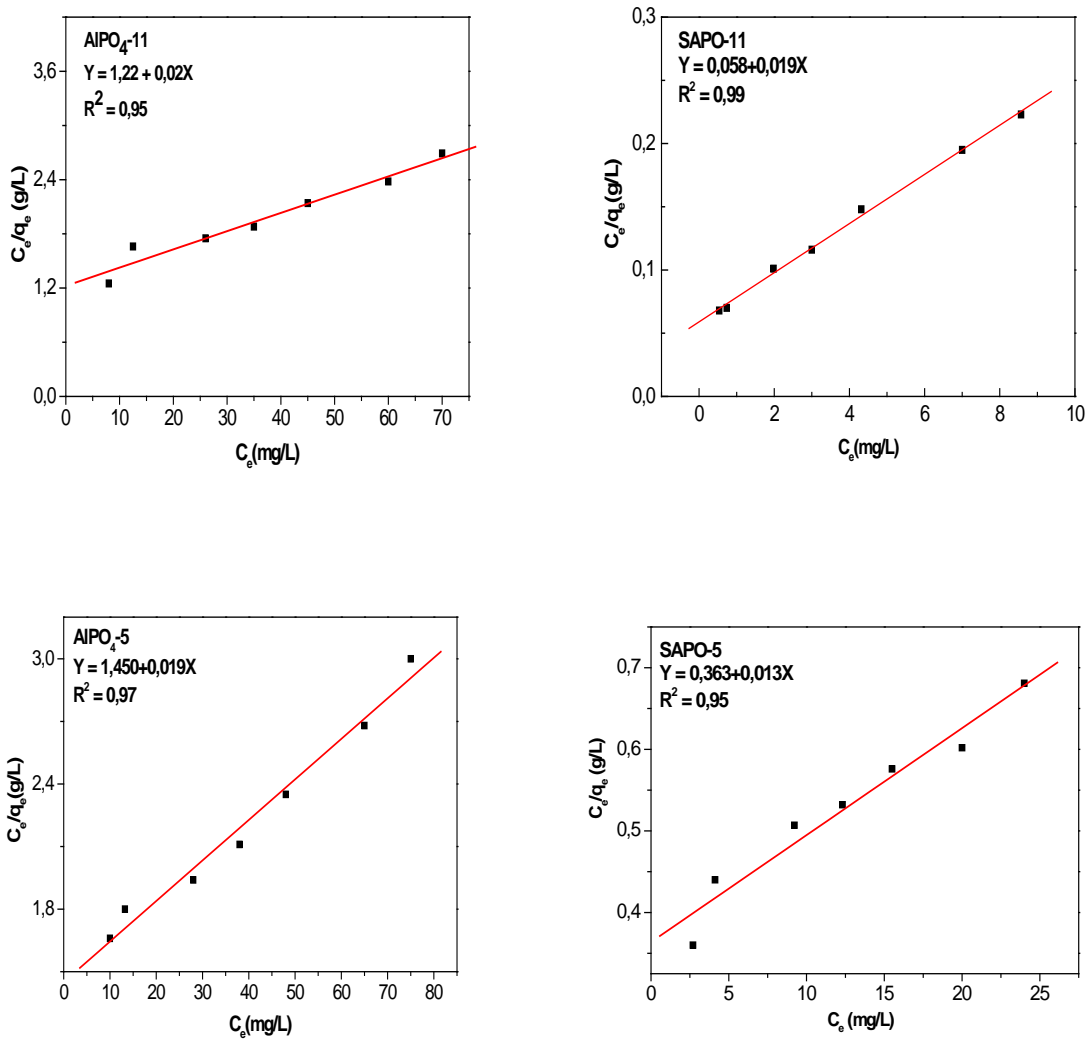 AlPO4-11
Y = 1,22 + 0,02X
R2 = 0,95
3,6
2,4
1,2
0,0
Ce/qe (g/L)
0 10 20 30 40 50 60 70
Ce(mg/L)
SAPO-11
Y = 0,058+0,019X
R2 = 0,99
0,3
0,2
0,1
0,0
Ce/qe(g/L)
0 2 4 6 8 10
Ce(mg/L)
AlPO4-5
Y = 1,450+0,019X
R2 = 0,97
3,0
2,4
1,8
Ce/qe(g/L)
0 10 20 30 40 50 60 70 80
Ce(mg/L)
SAPO-5
Y = 0,363+0,013X
R2 = 0,95
0,7
0,6
0,5
0,4
Ce/qe (g/L)
0 5 10 15 20 25
Ce (mg/L)